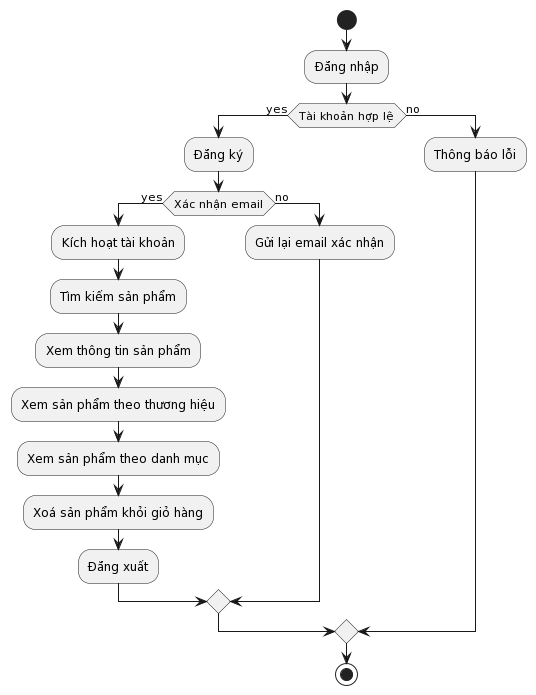 Đăng nhập
yes
Tài khoản hợp lệ
no
Đăng ký
Thông báo lỗi
yes
Xác nhận email
no
Kích hoạt tài khoản
Gửi lại email xác nhận
Tìm kiếm sản phẩm
Xem thông tin sản phẩm
Xem sản phẩm theo thương hiệu
Xem sản phẩm theo danh mục
Xoá sản phẩm khỏi giỏ hàng
Đăng xuất